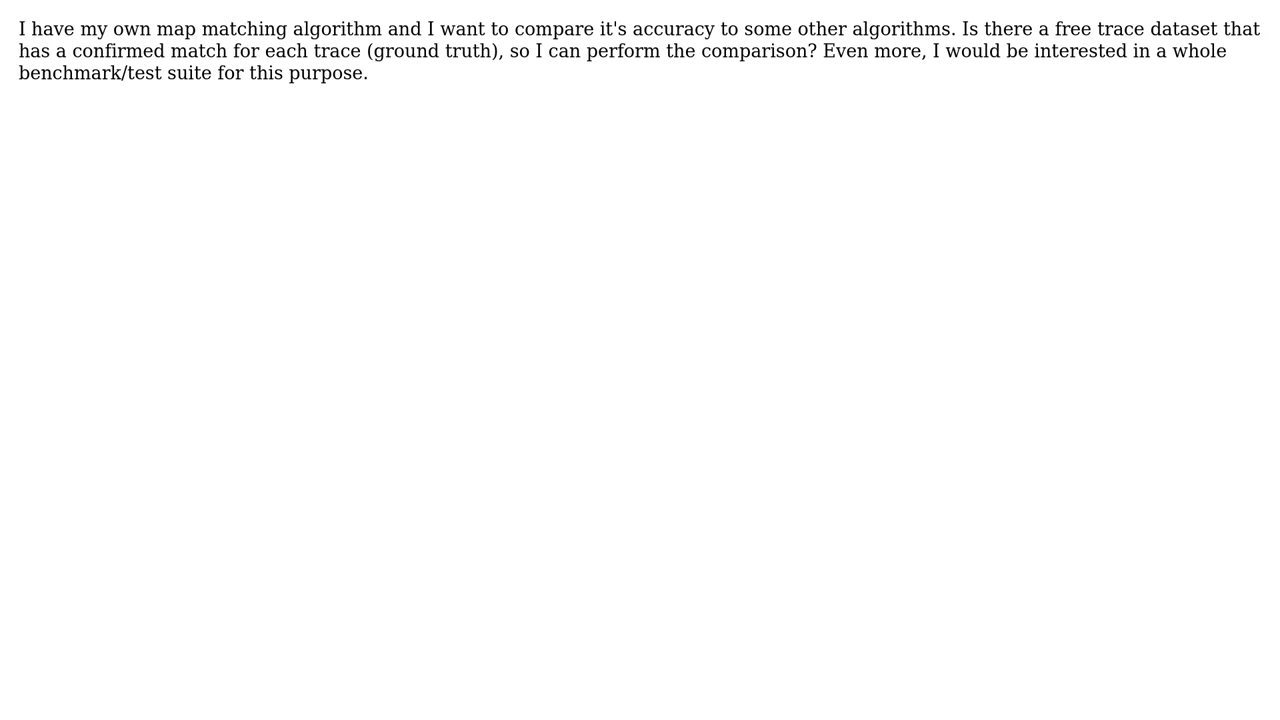 I have my own map matching algorithm and I want to compare it's accuracy to some other algorithms. Is there a free trace dataset that
has a confirmed match for each trace (ground truth), so I can perform the comparison? Even more, I would be interested in a whole
benchmark/test suite for this purpose.